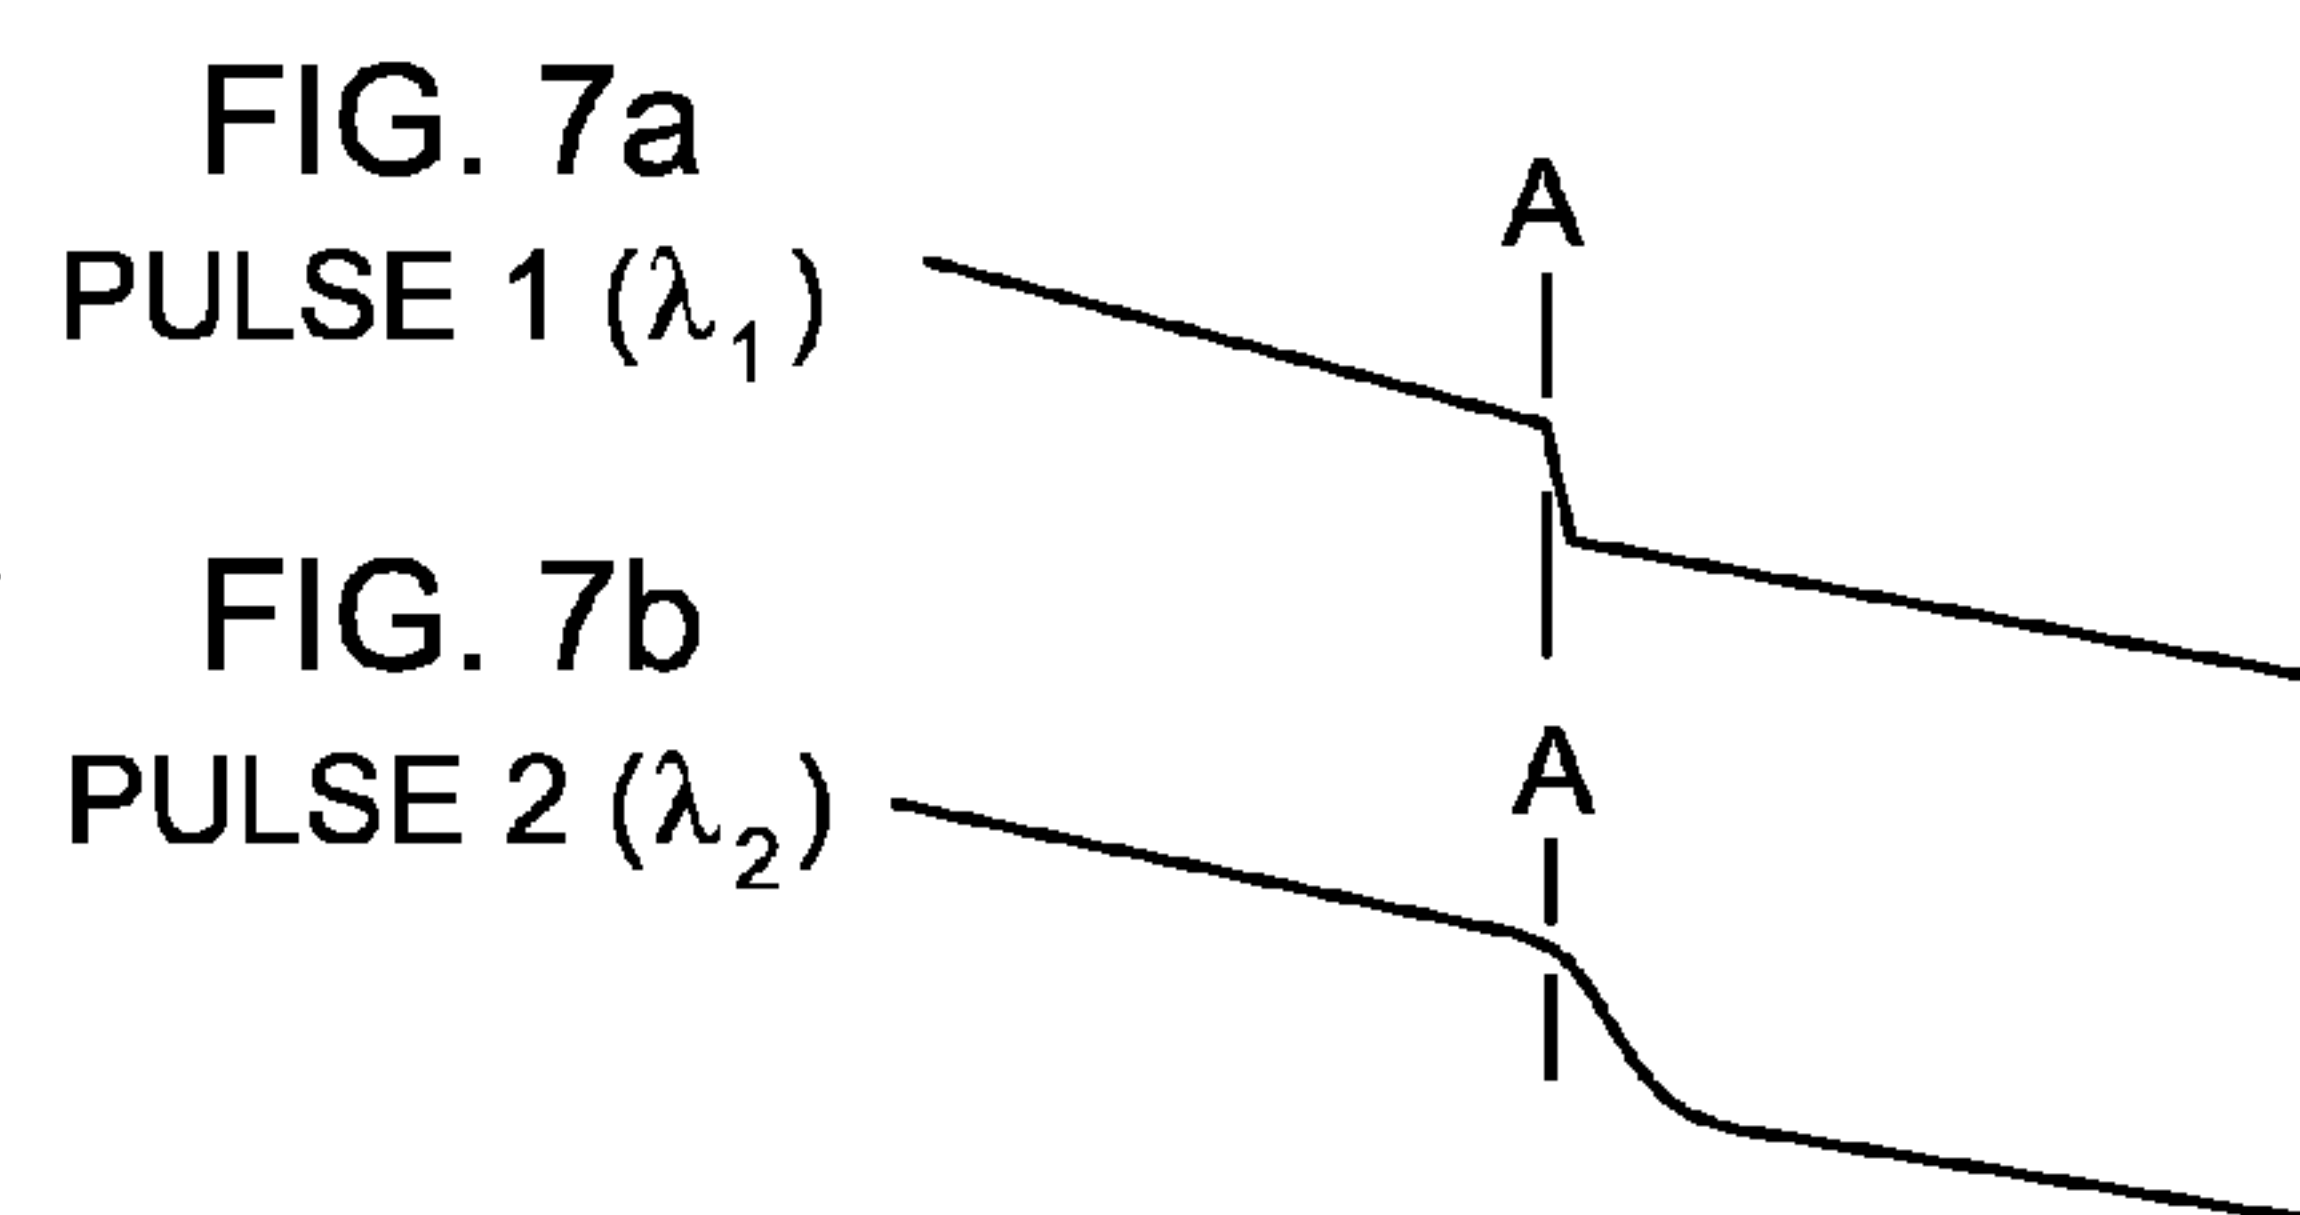 FIG. 7a
A
PULSE 1 (λ₁)
FIG. 7b
A
PULSE 2 (λ₂)